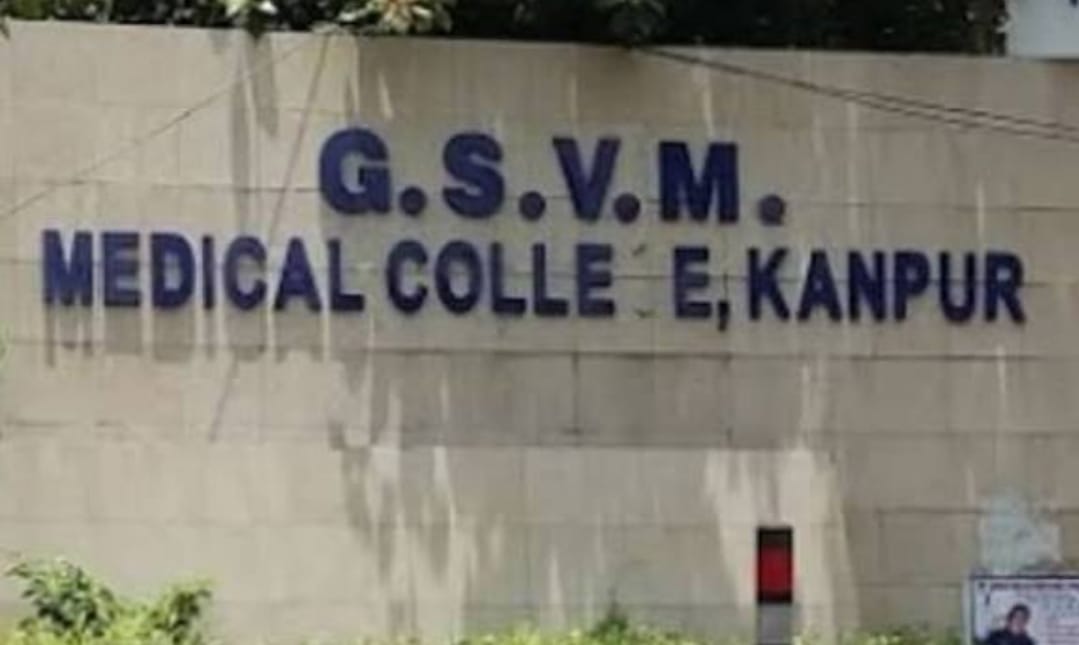 G.S.V.M.
MEDICAL COLLE E, KANPUR